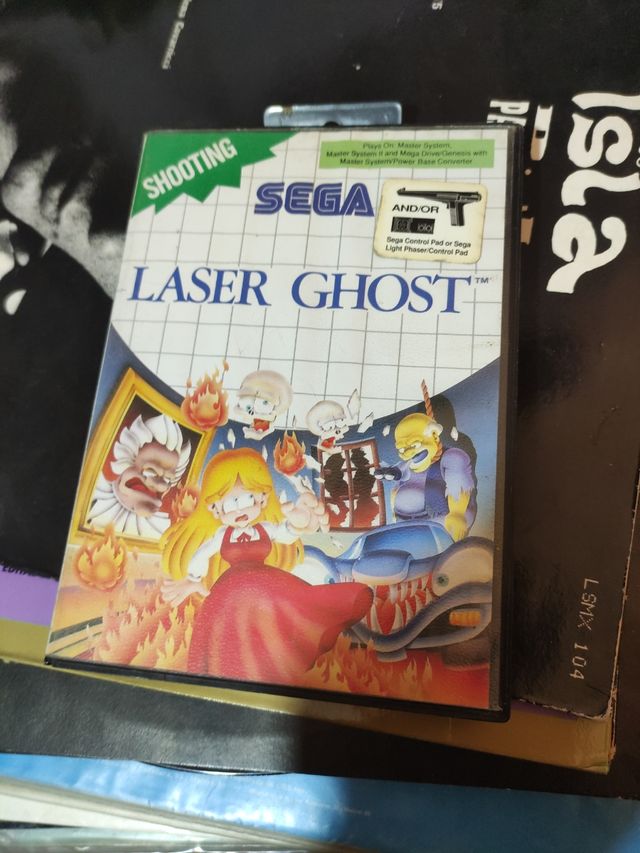 SHOOTING
Plays On: Master System,
Master System II and Mega Drive/Genesis with
Master System/Power Base Converter
SEGA
AND/OR
Sega Control Pad or Sega
Light Phaser/Control Pad
LASER GHOST™
Isla
LSMX 104